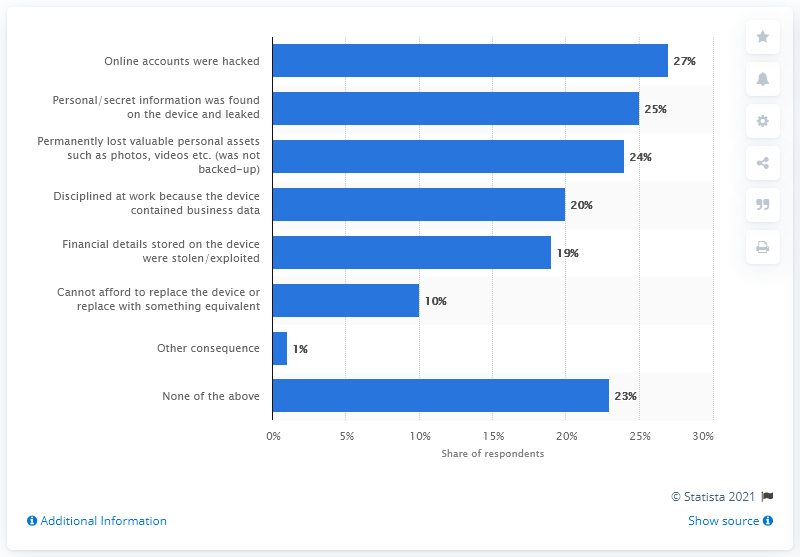 Online accounts were hacked
27%
Personal/secret information was found
on the device and leaked
25%
Permanently lost valuable personal assets
such as photos, videos etc. (was not
backed-up)
24%
Disciplined at work because the device
contained business data
20%
Financial details stored on the device
were stolen/exploited
19%
Cannot afford to replace the device or
replace with something equivalent
10%
Other consequence
1%
None of the above
23%
0% 5% 10% 15% 20% 25% 30%
Share of respondents
© Statista 2021
Additional Information
Show source